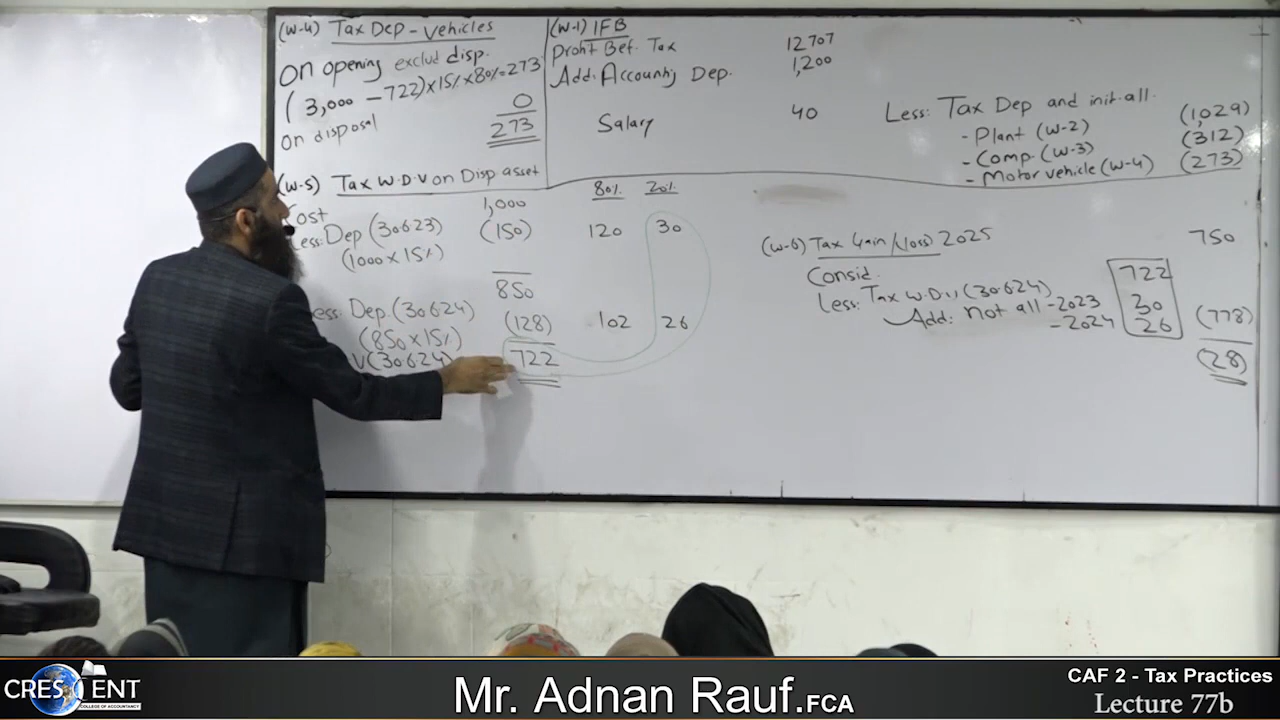 (W-4) Tax Dep - Vehicles
On opening exclud disp.
(3,000 - 722) x 15% x 80% = 273
on disposal 0
273
(W-1) IFB
Profit Bef. Tax 12707
Add: Accounting Dep. 1,200
Salary 40
Less: Tax Dep and init. all.
- Plant (W-2) (1,029)
- Comp. (W-3) (312)
- Motor vehicle (W-4) (273)
(W-5) Tax W.D.V on Disp asset
80% 20%
Cost 1,000
Less: Dep (30.6.23) (150) 120 30
(1000 x 15%)
850
Less: Dep. (30.6.24) (128) 102 26
(850 x 15%)
V (30.6.24) 722
(W-6) Tax Gain/(loss) 2025
Consid. 750
Less: Tax W.D.V (30.6.24) 722
Add: not all - 2023 30
- 2024 26 (778)
(28)
CRESCENT
COLLEGE OF ACCOUNTANCY
Mr. Adnan Rauf.FCA
CAF 2 - Tax Practices
Lecture 77b